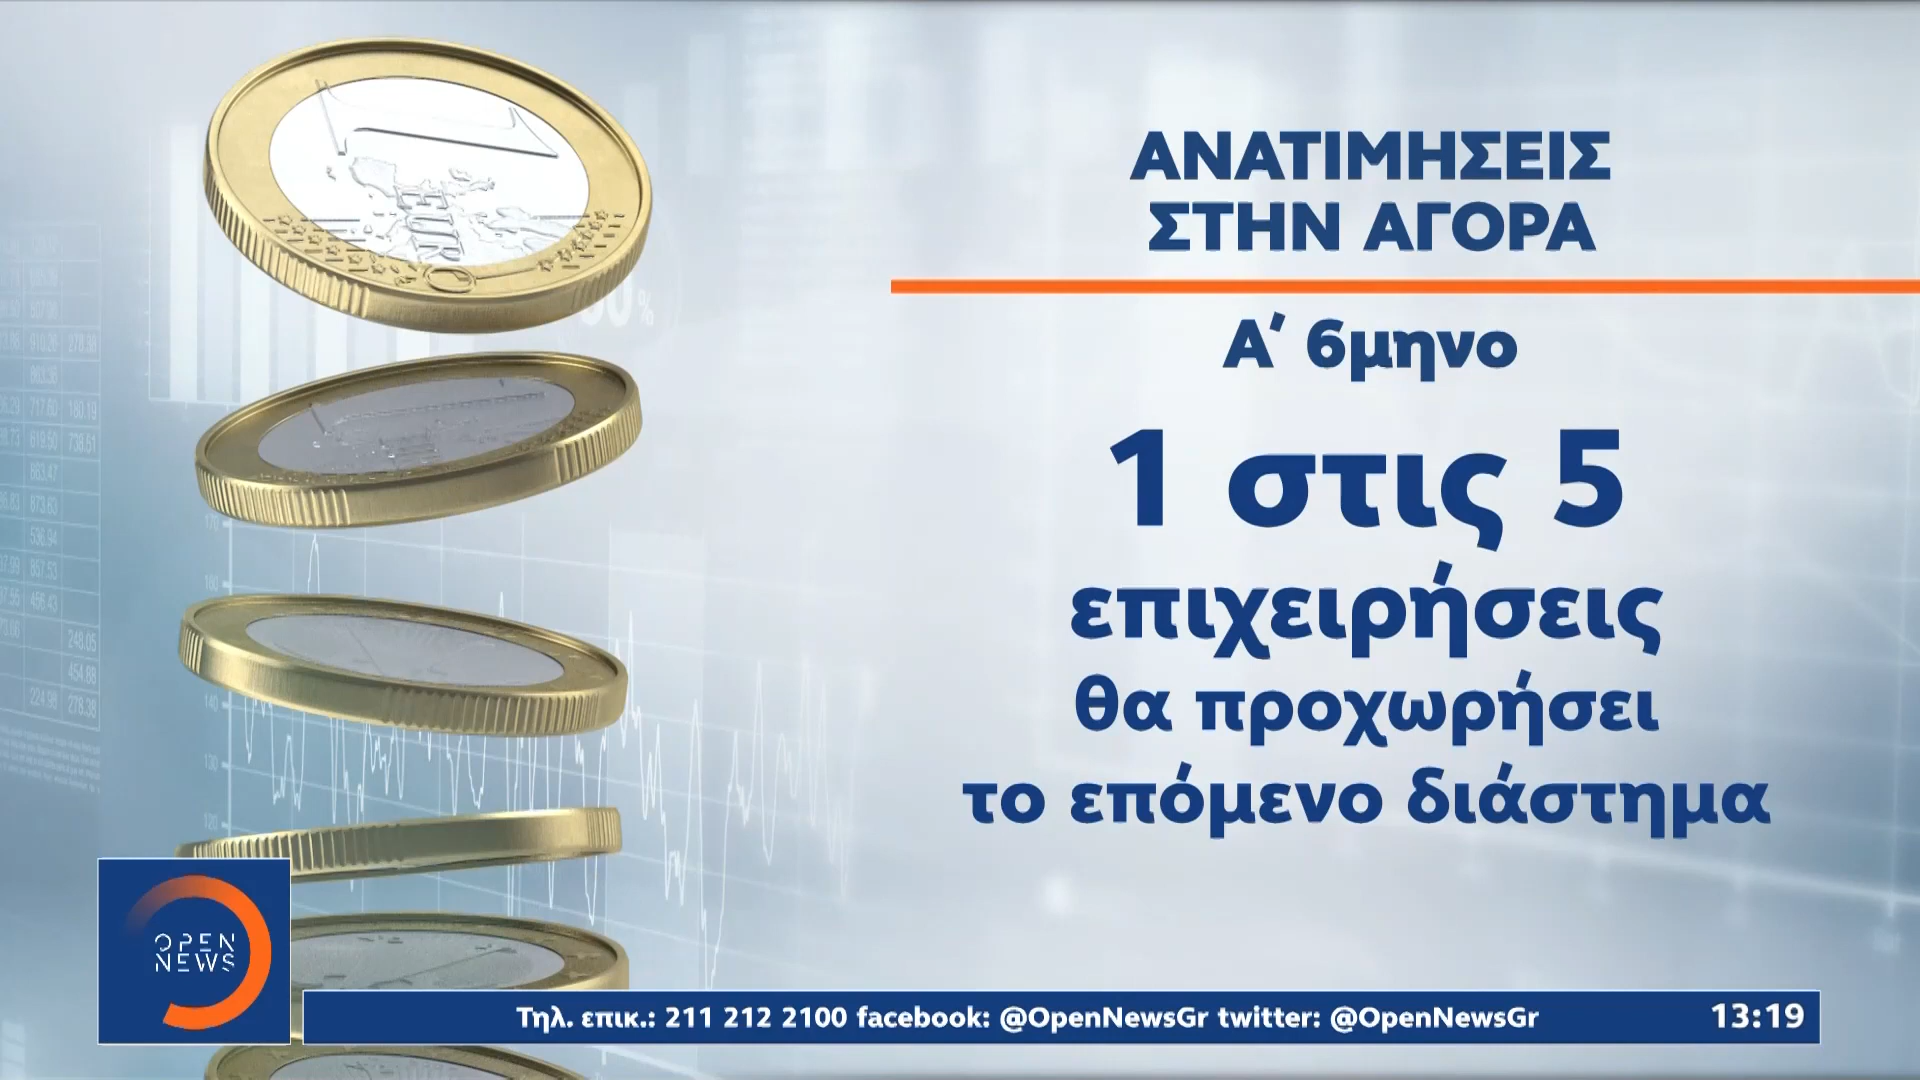 ΑΝΑΤΙΜΗΣΕΙΣ
ΣΤΗΝ ΑΓΟΡΑ
Α΄ 6μηνο
1 στις 5
επιχειρήσεις
θα προχωρήσει
το επόμενο διάστημα
OPEN
NEWS
Τηλ. επικ.: 211 212 2100 facebook: @OpenNewsGr twitter: @OpenNewsGr
13:19